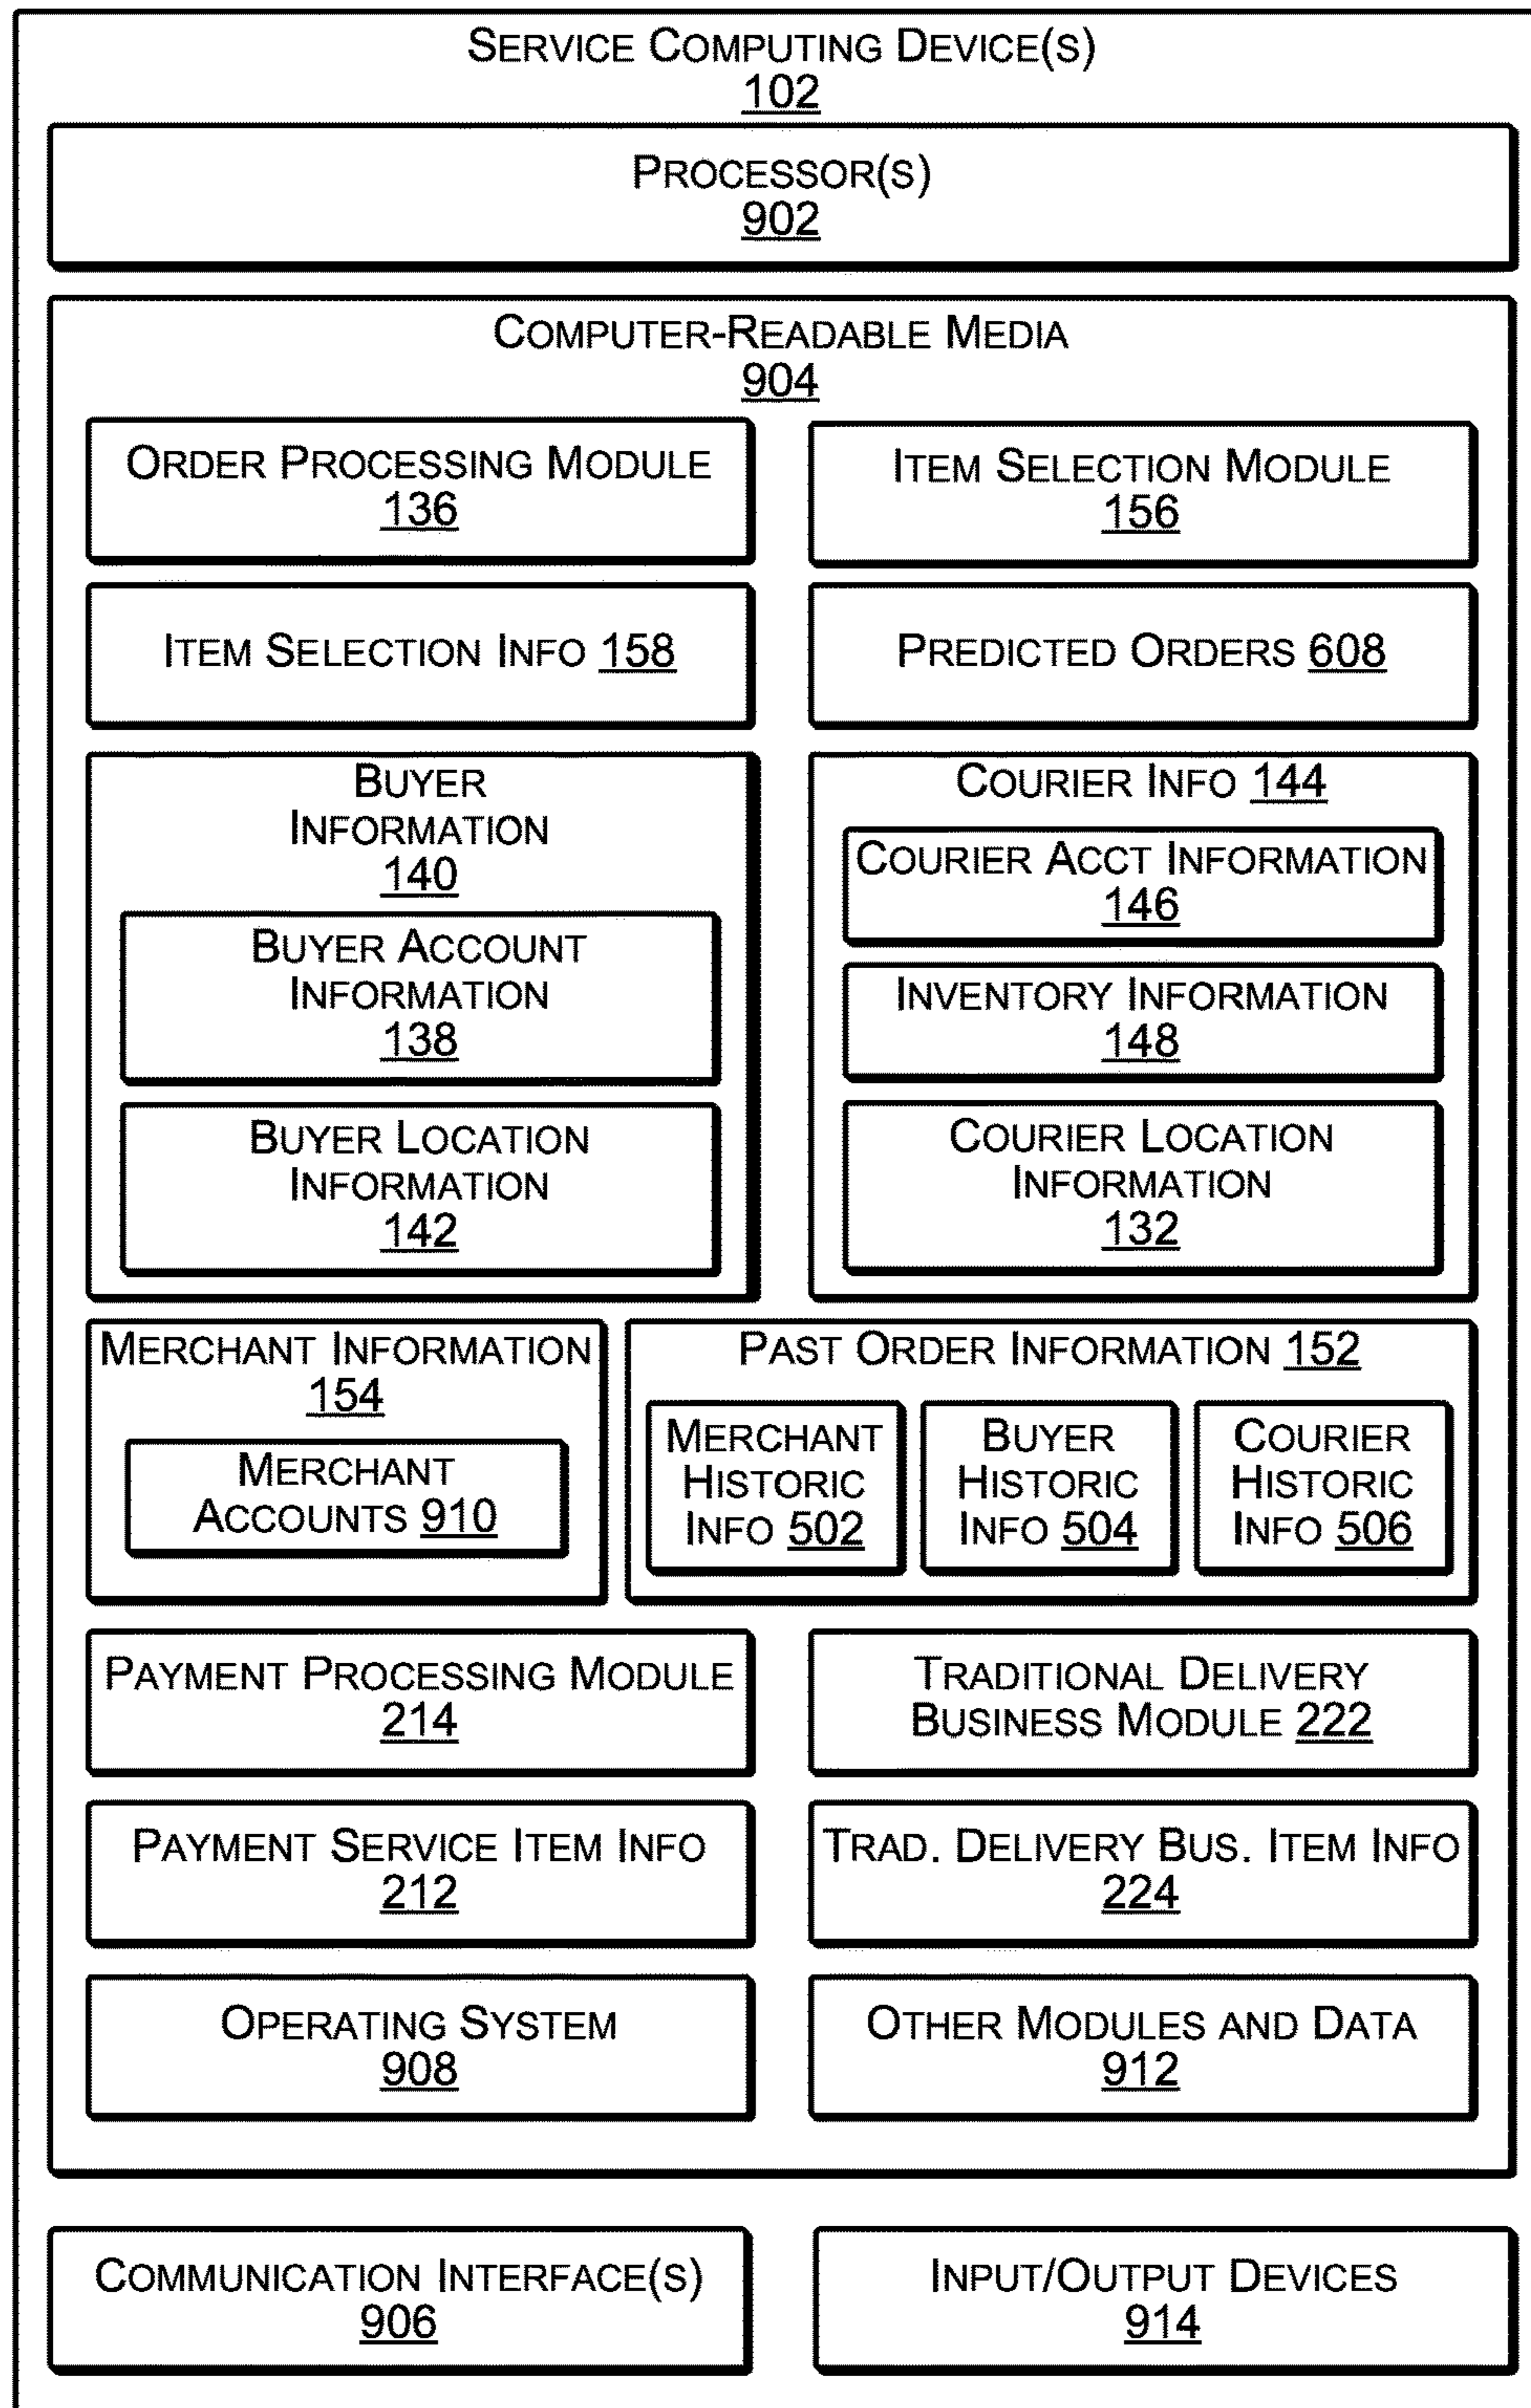 SERVICE COMPUTING DEVICE(S)
102
PROCESSOR(S)
902
COMPUTER-READABLE MEDIA
904
ORDER PROCESSING MODULE
136
ITEM SELECTION MODULE
156
ITEM SELECTION INFO 158
PREDICTED ORDERS 608
BUYER
INFORMATION
140
BUYER ACCOUNT
INFORMATION
138
BUYER LOCATION
INFORMATION
142
COURIER INFO 144
COURIER ACCT INFORMATION
146
INVENTORY INFORMATION
148
COURIER LOCATION
INFORMATION
132
MERCHANT INFORMATION
154
MERCHANT
ACCOUNTS 910
PAST ORDER INFORMATION 152
MERCHANT
HISTORIC
INFO 502
BUYER
HISTORIC
INFO 504
COURIER
HISTORIC
INFO 506
PAYMENT PROCESSING MODULE
214
TRADITIONAL DELIVERY
BUSINESS MODULE 222
PAYMENT SERVICE ITEM INFO
212
TRAD. DELIVERY BUS. ITEM INFO
224
OPERATING SYSTEM
908
OTHER MODULES AND DATA
912
COMMUNICATION INTERFACE(S)
906
INPUT/OUTPUT DEVICES
914